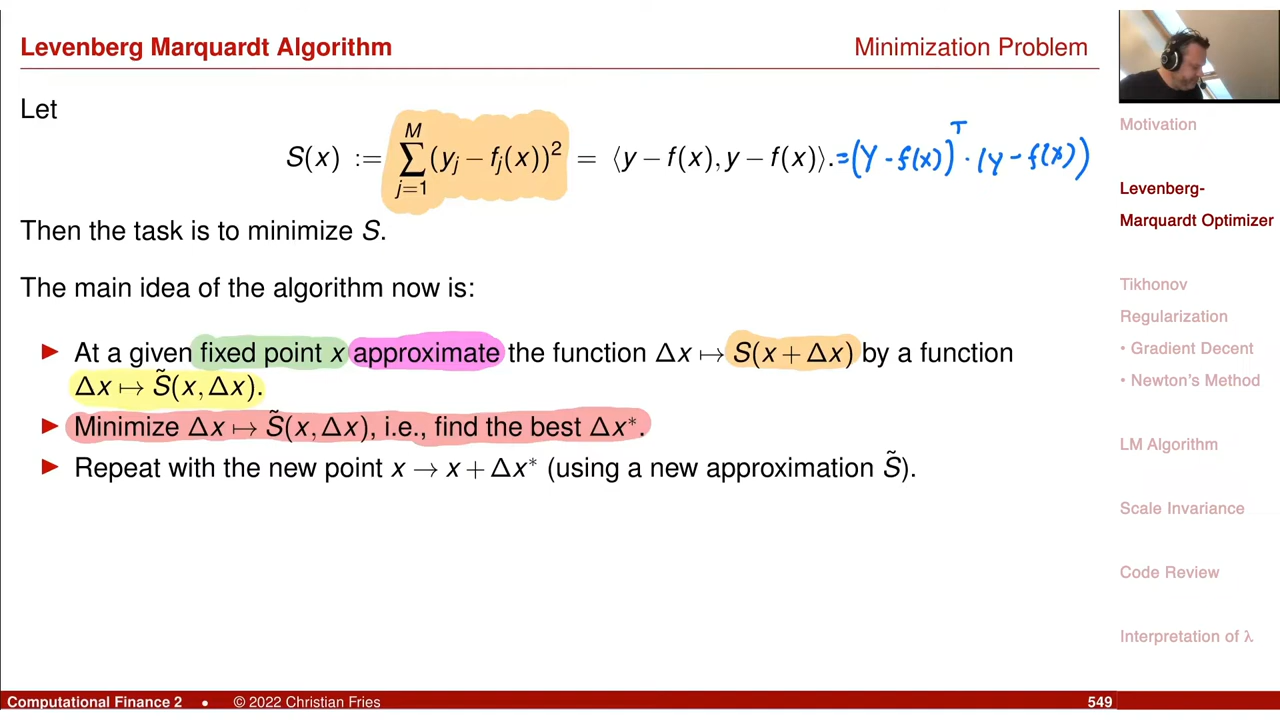 Levenberg Marquardt Algorithm
Minimization Problem
Let
S(x) := ∑_{j=1}^{M} (y_j − f_j(x))² = ⟨y − f(x), y − f(x)⟩. = (y − f(x))^T · (y − f(x))
Then the task is to minimize S.
The main idea of the algorithm now is:
▶ At a given fixed point x approximate the function Δx ↦ S(x + Δx) by a function
Δx ↦ S̃(x, Δx).
▶ Minimize Δx ↦ S̃(x, Δx), i.e., find the best Δx*.
▶ Repeat with the new point x → x + Δx* (using a new approximation S̃).
Motivation
Levenberg-
Marquardt Optimizer
Tikhonov
Regularization
• Gradient Decent
• Newton's Method
LM Algorithm
Scale Invariance
Code Review
Interpretation of λ
Computational Finance 2 • © 2022 Christian Fries
549